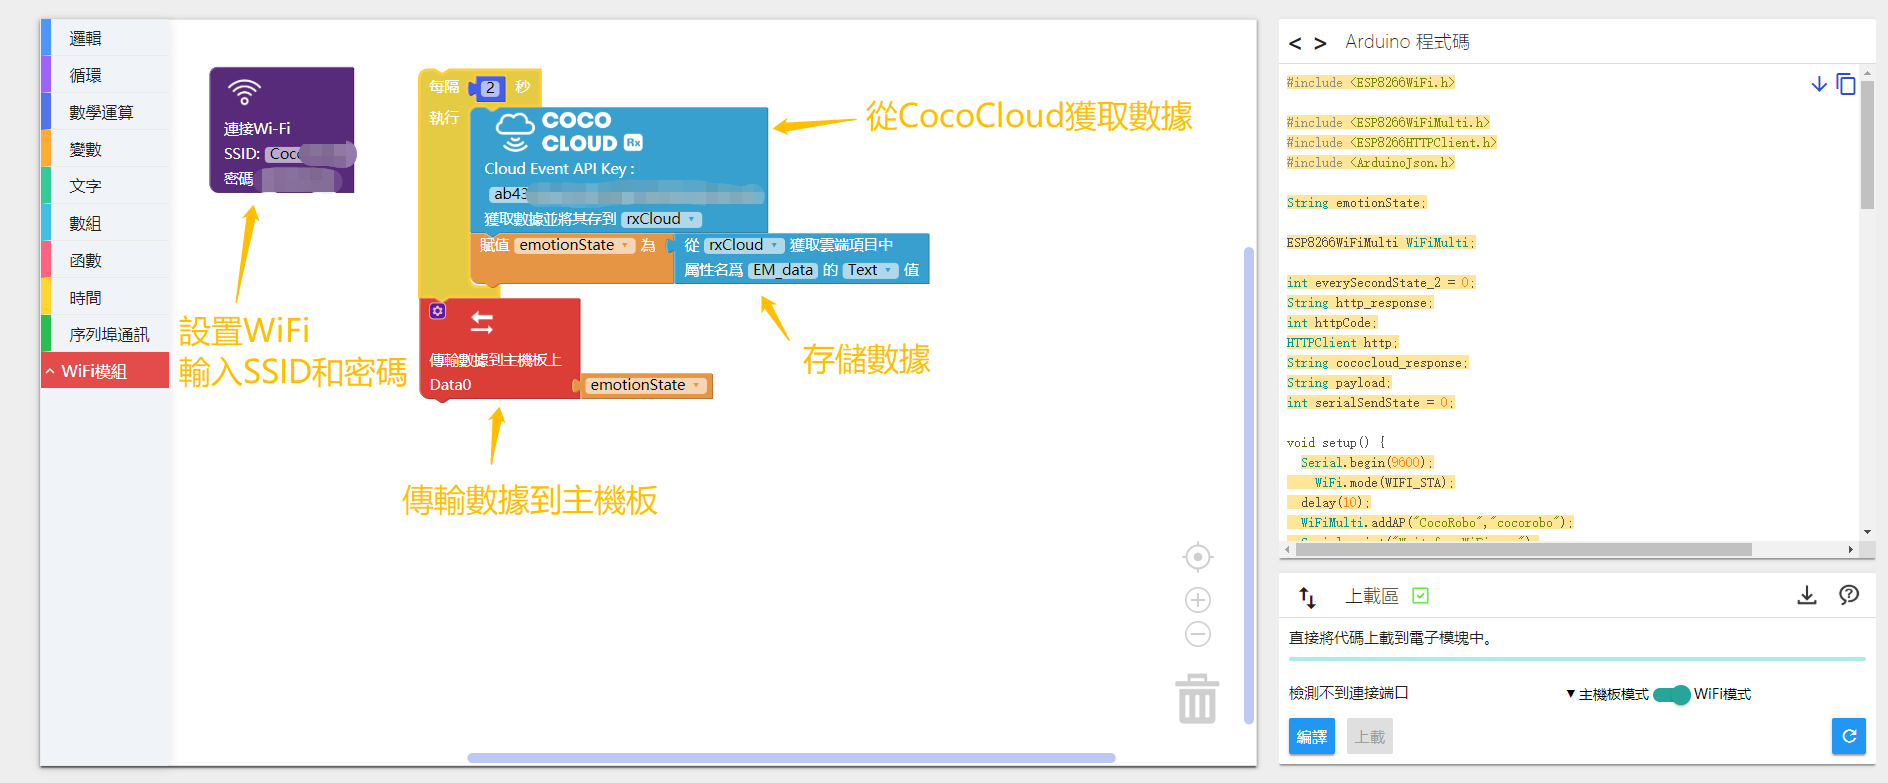 邏輯
循環
數學運算
變數
文字
數組
函數
時間
序列埠通訊
WiFi模組
連接Wi-Fi
SSID: Coco
密碼
設置WiFi
輸入SSID和密碼
每隔 2 秒
執行
COCO
CLOUD Rx
Cloud Event API Key :
ab43
獲取數據並將其存到 rxCloud
賦值 emotionState 為
從 rxCloud 獲取雲端項目中
屬性名爲 EM_data 的 Text 值
從CocoCloud獲取數據
存儲數據
傳輸數據到主機板上
Data0 emotionState
傳輸數據到主機板
< > Arduino 程式碼
#include <ESP8266WiFi.h>
#include <ESP8266WiFiMulti.h>
#include <ESP8266HTTPClient.h>
#include <ArduinoJson.h>
String emotionState;
ESP8266WiFiMulti WiFiMulti;
int everySecondState_2 = 0;
String http_response;
int httpCode;
HTTPClient http;
String cococloud_response;
String payload;
int serialSendState = 0;
void setup() {
Serial.begin(9600);
WiFi.mode(WIFI_STA);
delay(10);
WiFiMulti.addAP("CocoRobo","cocorobo");
上載區
直接將代碼上載到電子模塊中。
檢測不到連接端口
主機板模式 WiFi模式
編譯
上載